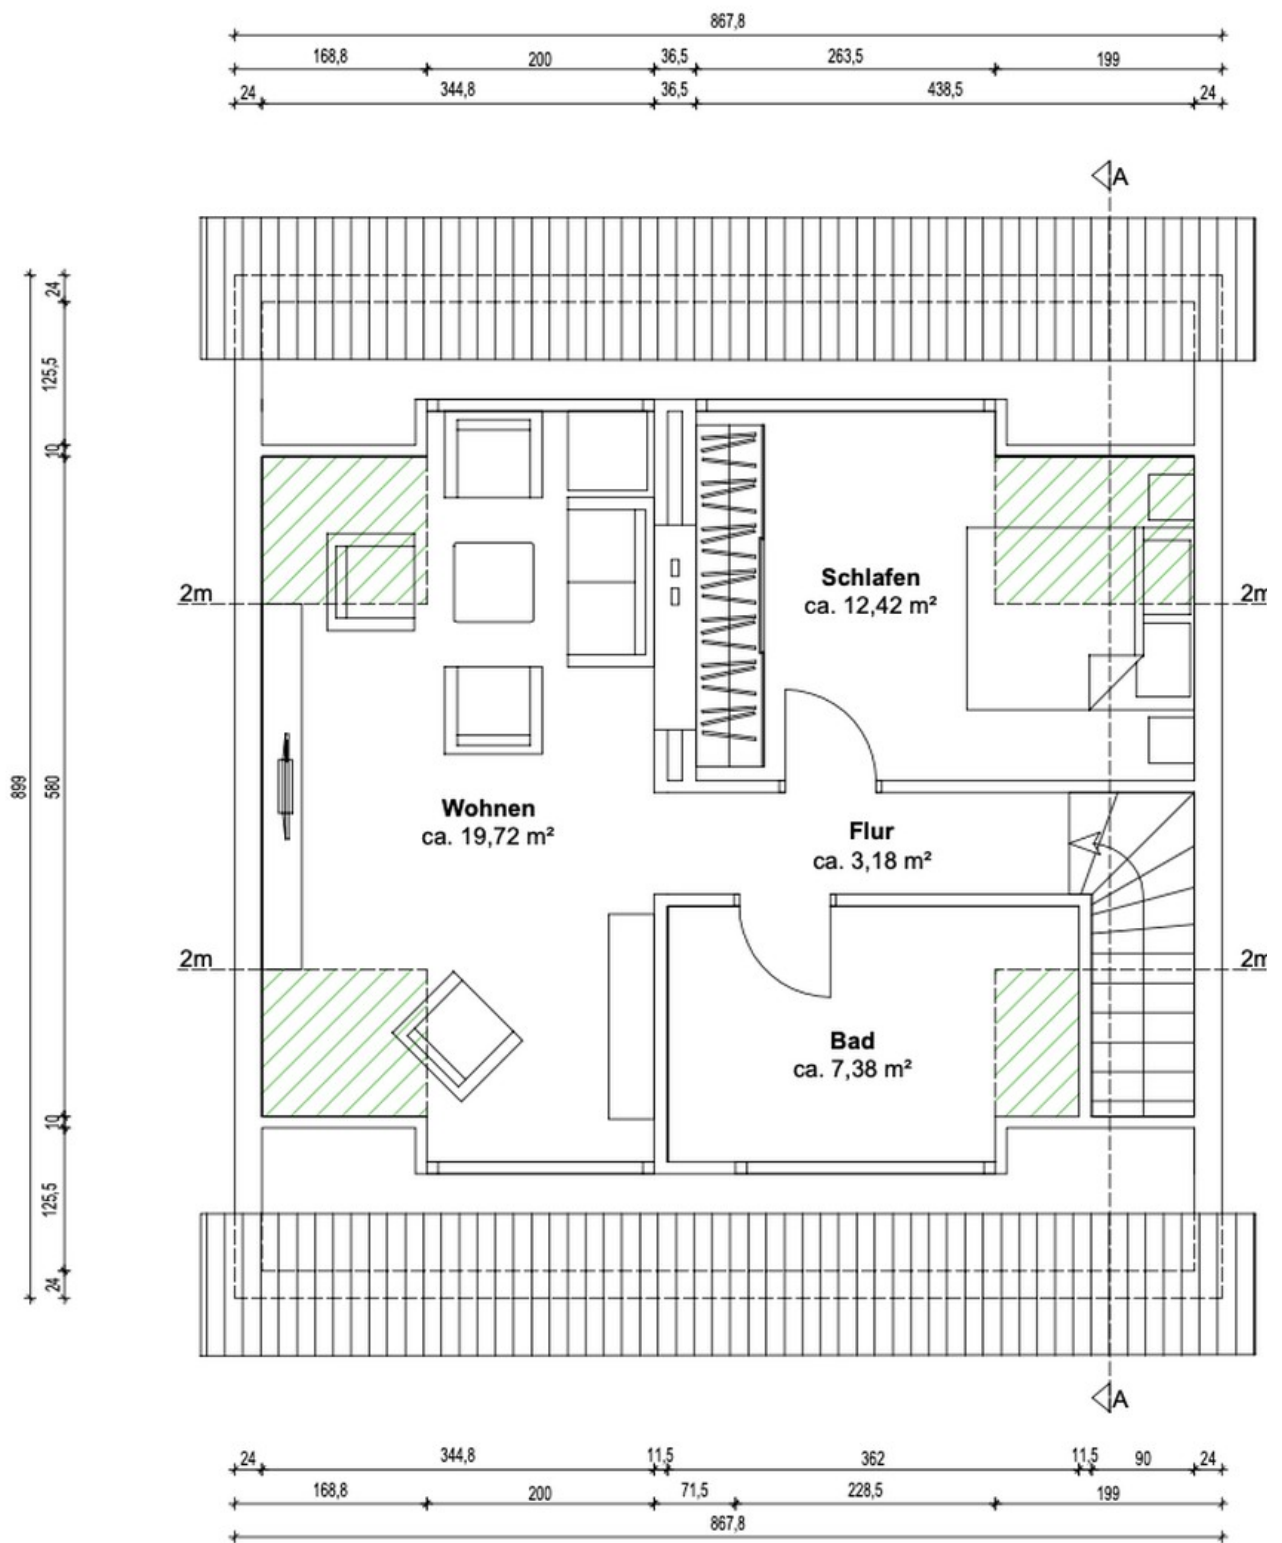 867,8
168,8 200 36,5 263,5 199
24 344,8 36,5 438,5 24
A
24
125,5
10
899
580
10
125,5
24
2m
2m
Schlafen
ca. 12,42 m²
Wohnen
ca. 19,72 m²
Flur
ca. 3,18 m²
2m
2m
Bad
ca. 7,38 m²
A
24 344,8 11,5 362 11,5 90 24
168,8 200 71,5 228,5 199
867,8